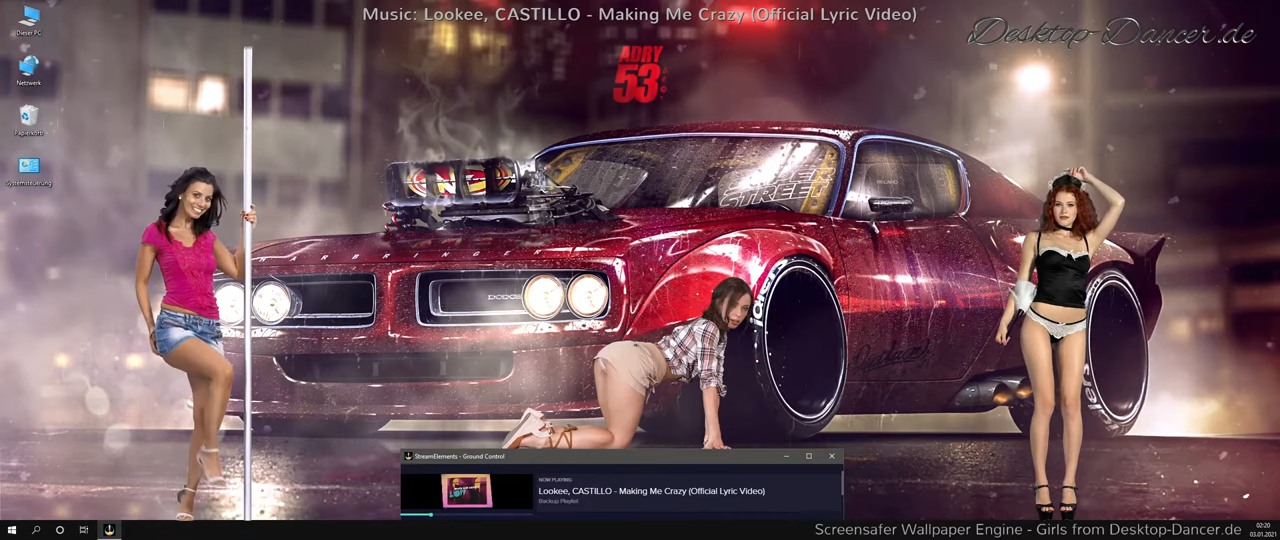 Music: Lookee, CASTILLO - Making Me Crazy (Official Lyric Video)
Desktop-Dancer.de
Dieser PC
Netzwerk
Papierkorb
Systemsteuerung
ADRY
53
STREET
DODGE
StreamElements - Ground Control
NOW PLAYING:
Lookee, CASTILLO - Making Me Crazy (Official Lyric Video)
Backup Playlist
Screensafer Wallpaper Engine - Girls from Desktop-Dancer.de
02:20
03.01.2021